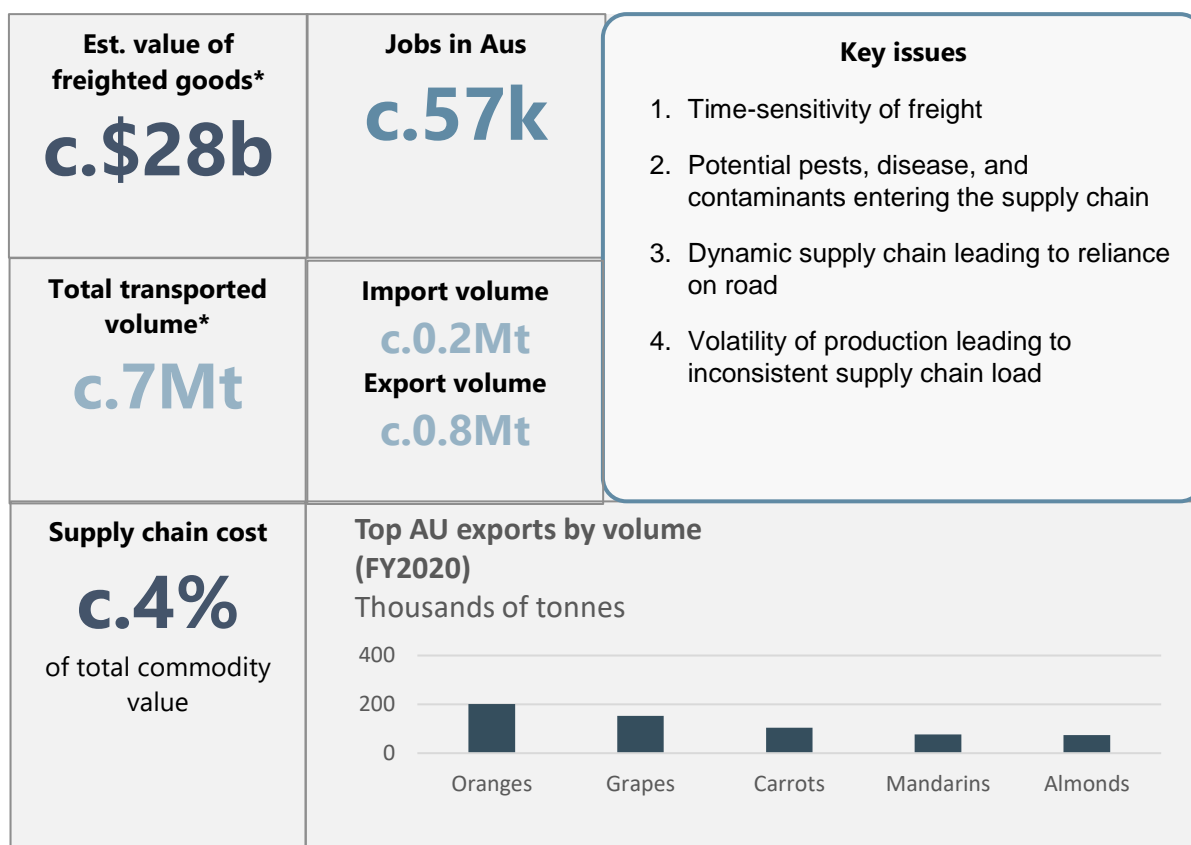 Est. value of
freighted goods*
c.$28b
Jobs in Aus
c.57k
Key issues
1. Time-sensitivity of freight
2. Potential pests, disease, and
contaminants entering the supply chain
3. Dynamic supply chain leading to reliance
on road
4. Volatility of production leading to
inconsistent supply chain load
Total transported
volume*
c.7Mt
Import volume
c.0.2Mt
Export volume
c.0.8Mt
Supply chain cost
c.4%
of total commodity
value
Top AU exports by volume
(FY2020)
Thousands of tonnes
400
200
0
Oranges Grapes Carrots Mandarins Almonds